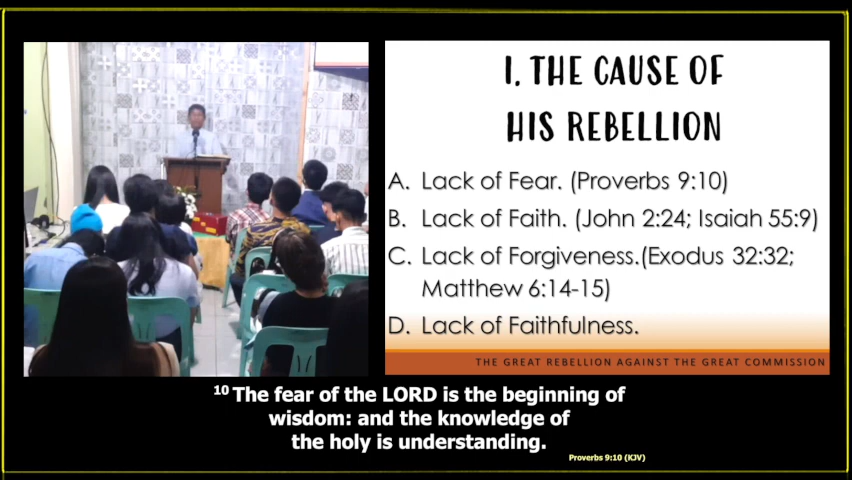 I. THE CAUSE OF
HIS REBELLION
A. Lack of Fear. (Proverbs 9:10)
B. Lack of Faith. (John 2:24; Isaiah 55:9)
C. Lack of Forgiveness.(Exodus 32:32;
Matthew 6:14-15)
D. Lack of Faithfulness.
THE GREAT REBELLION AGAINST THE GREAT COMMISSION
10 The fear of the LORD is the beginning of
wisdom: and the knowledge of
the holy is understanding.
Proverbs 9:10 (KJV)